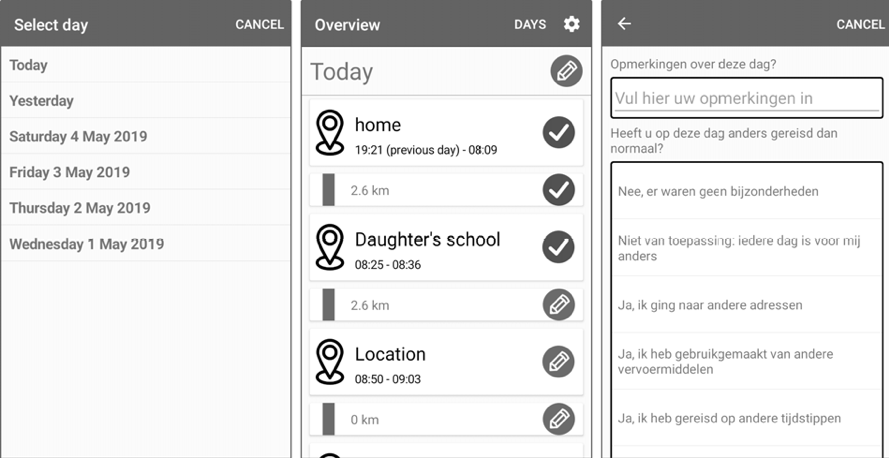 Select day
CANCEL
Today
Yesterday
Saturday 4 May 2019
Friday 3 May 2019
Thursday 2 May 2019
Wednesday 1 May 2019
Overview
DAYS
Today
home
19:21 (previous day) - 08:09
2.6 km
Daughter's school
08:25 - 08:36
2.6 km
Location
08:50 - 09:03
0 km
CANCEL
Opmerkingen over deze dag?
Vul hier uw opmerkingen in
Heeft u op deze dag anders gereisd dan
normaal?
Nee, er waren geen bijzonderheden
Niet van toepassing: iedere dag is voor mij
anders
Ja, ik ging naar andere adressen
Ja, ik heb gebruikgemaakt van andere
vervoermiddelen
Ja, ik heb gereisd op andere tijdstippen